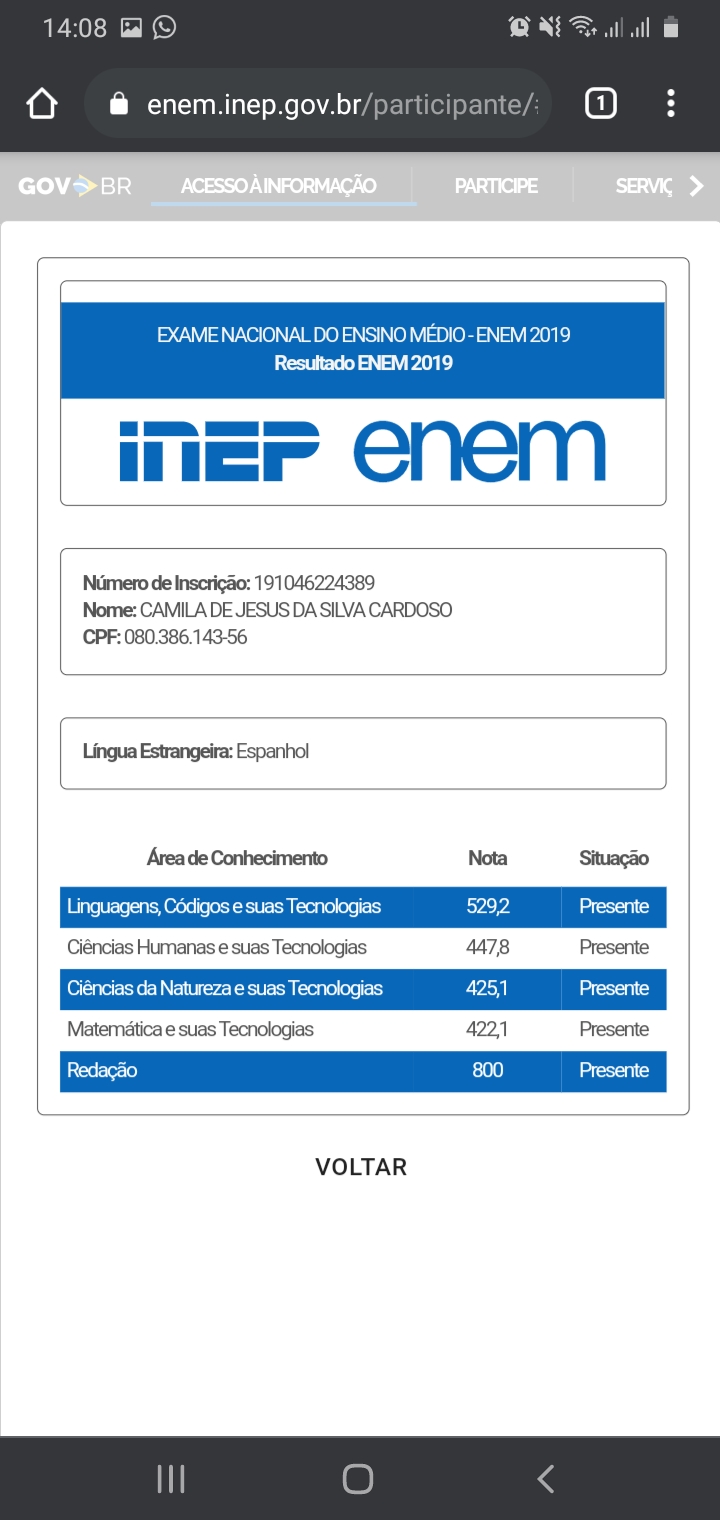 14:08
enem.inep.gov.br/participante/
1
GOV BR ACESSO À INFORMAÇÃO PARTICIPE SERVIÇ
EXAME NACIONAL DO ENSINO MÉDIO - ENEM 2019
Resultado ENEM 2019
inep enem
Número de Inscrição: 191046224389
Nome: CAMILA DE JESUS DA SILVA CARDOSO
CPF: 080.386.143-56
Língua Estrangeira: Espanhol
Área de Conhecimento Nota Situação
Linguagens, Códigos e suas Tecnologias 529,2 Presente
Ciências Humanas e suas Tecnologias 447,8 Presente
Ciências da Natureza e suas Tecnologias 425,1 Presente
Matemática e suas Tecnologias 422,1 Presente
Redação 800 Presente
VOLTAR